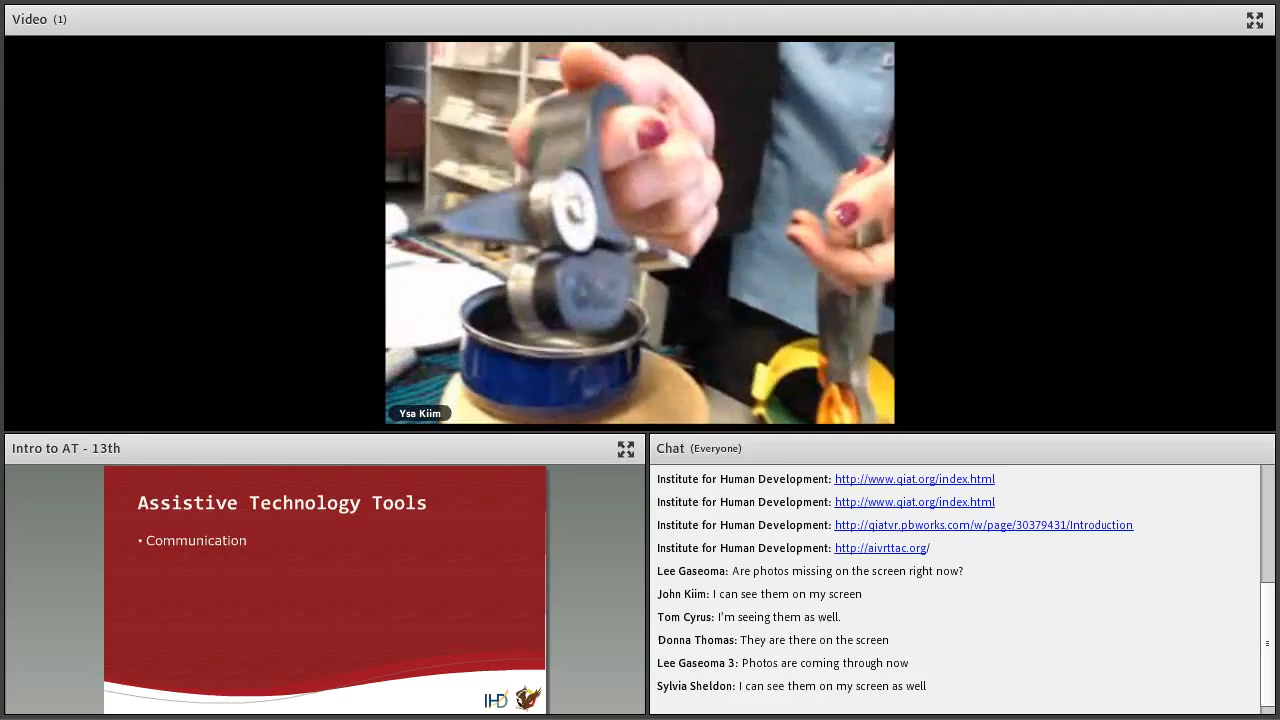 Video (1)
Ysa Kiim
Intro to AT - 13th
Assistive Technology Tools
• Communication
IHD
Chat (Everyone)
Institute for Human Development: http://www.qiat.org/index.html
Institute for Human Development: http://www.qiat.org/index.html
Institute for Human Development: http://qiatvr.pbworks.com/w/page/30379431/Introduction
Institute for Human Development: http://aivrttac.org/
Lee Gaseoma: Are photos missing on the screen right now?
John Kiim: I can see them on my screen
Tom Cyrus: I'm seeing them as well.
Donna Thomas: They are there on the screen
Lee Gaseoma 3: Photos are coming through now
Sylvia Sheldon: I can see them on my screen as well